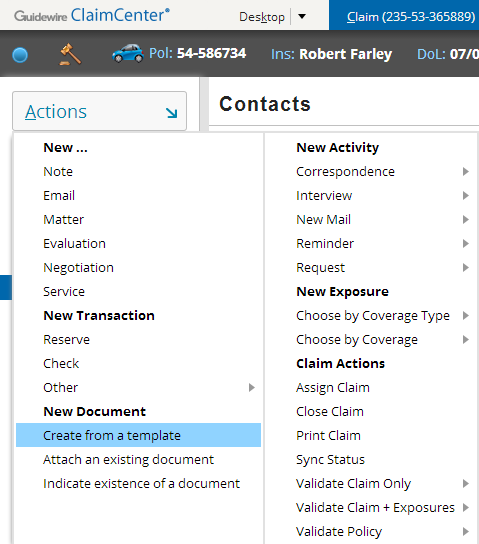 Guidewire ClaimCenter® Desktop Claim (235-53-365889)
Pol: 54-586734 Ins: Robert Farley DoL: 07/0
Actions
Contacts
New ...
Note
Email
Matter
Evaluation
Negotiation
Service
New Transaction
Reserve
Check
Other
New Document
Create from a template
Attach an existing document
Indicate existence of a document
New Activity
Correspondence
Interview
New Mail
Reminder
Request
New Exposure
Choose by Coverage Type
Choose by Coverage
Claim Actions
Assign Claim
Close Claim
Print Claim
Sync Status
Validate Claim Only
Validate Claim + Exposures
Validate Policy